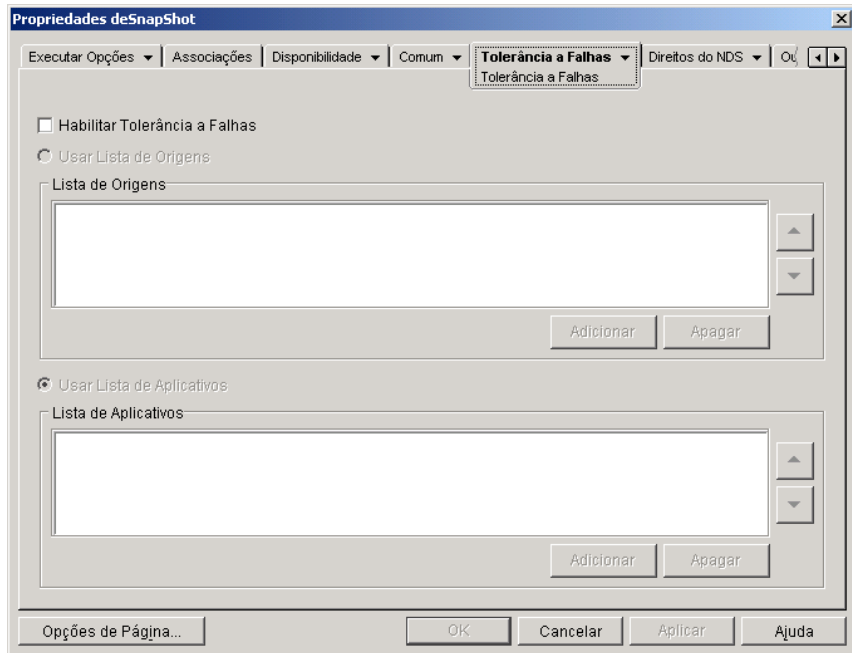 Propriedades deSnapShot
Executar Opções Associações Disponibilidade Comum Tolerância a Falhas Direitos do NDS
Tolerância a Falhas
Habilitar Tolerância a Falhas
Usar Lista de Origens
Lista de Origens
Adicionar Apagar
Usar Lista de Aplicativos
Lista de Aplicativos
Adicionar Apagar
Opções de Página... OK Cancelar Aplicar Ajuda